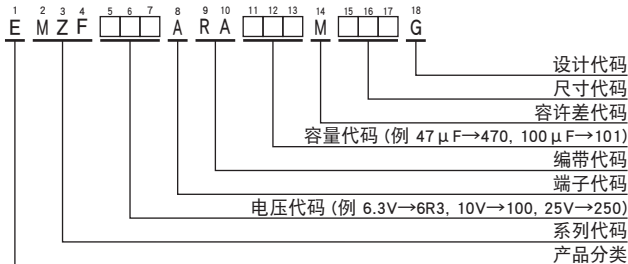 1 2 3 4 5 6 7 8 9 10 11 12 13 14 15 16 17 18
E MZF □□□ A RA □□□ M □□□ G
设计代码
尺寸代码
容许差代码
容量代码 (例 47μF→470, 100μF→101)
编带代码
端子代码
电压代码 (例 6.3V→6R3, 10V→100, 25V→250)
系列代码
产品分类